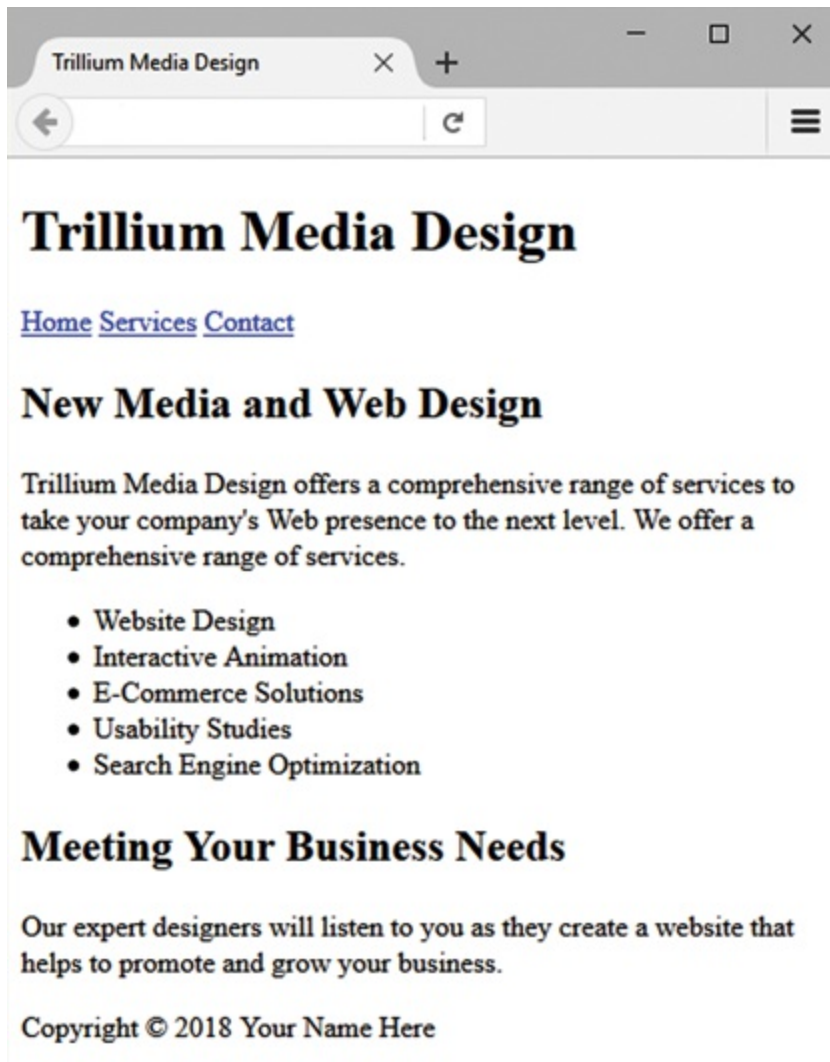 Trillium Media Design
Trillium Media Design
Home Services Contact
New Media and Web Design
Trillium Media Design offers a comprehensive range of services to
take your company's Web presence to the next level. We offer a
comprehensive range of services.
Website Design
Interactive Animation
E-Commerce Solutions
Usability Studies
Search Engine Optimization
Meeting Your Business Needs
Our expert designers will listen to you as they create a website that
helps to promote and grow your business.
Copyright © 2018 Your Name Here